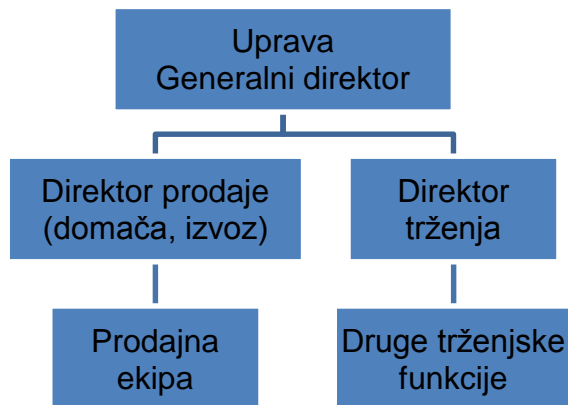 Uprava
Generalni direktor
Direktor prodaje
(domača, izvoz)
Direktor
trženja
Prodajna
ekipa
Druge trženjske
funkcije